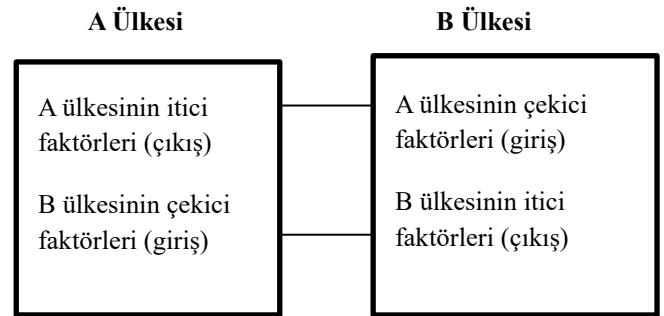 A Ülkesi
B Ülkesi
A ülkesinin itici
faktörleri (çıkış)
B ülkesinin çekici
faktörleri (giriş)
A ülkesinin çekici
faktörleri (giriş)
B ülkesinin itici
faktörleri (çıkış)